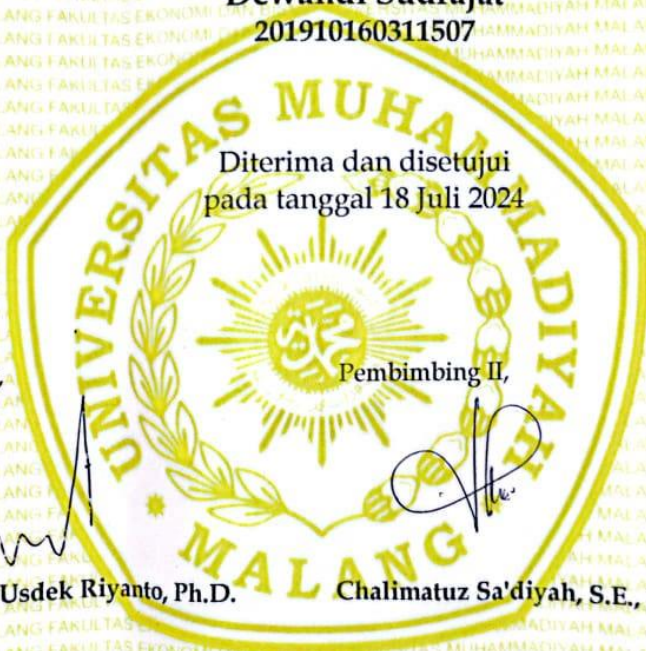 201910160311507
UNIVERSITAS MUHAMMADIYAH
Diterima dan disetujui
pada tanggal 18 Juli 2024
Pembimbing II,
MALANG
Usdek Riyanto, Ph.D.
Chalimatuz Sa'diyah, S.E.,